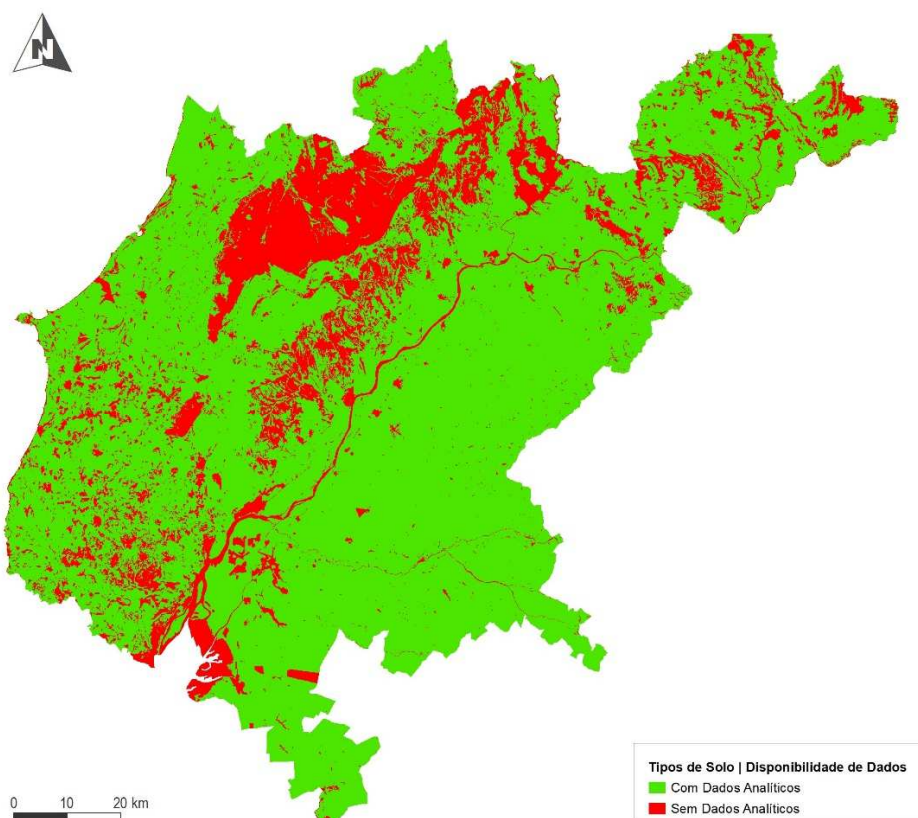 N
Tipos de Solo | Disponibilidade de Dados
Com Dados Analíticos
Sem Dados Analíticos
0 10 20 km